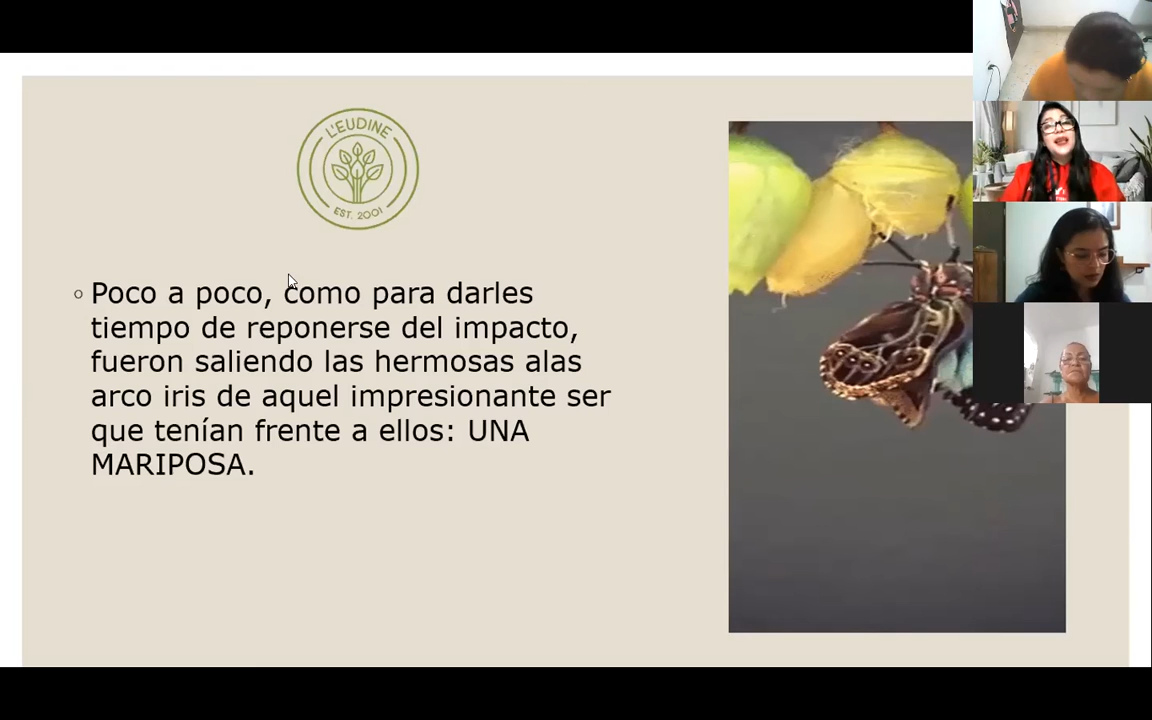 L'EUDINE
EST. 2001
Poco a poco, como para darles
tiempo de reponerse del impacto,
fueron saliendo las hermosas alas
arco iris de aquel impresionante ser
que tenían frente a ellos: UNA
MARIPOSA.